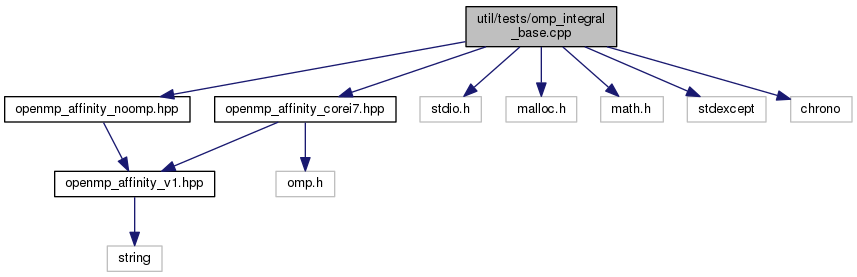 util/tests/omp_integral
_base.cpp
openmp_affinity_noomp.hpp
openmp_affinity_corei7.hpp
stdio.h
malloc.h
math.h
stdexcept
chrono
openmp_affinity_v1.hpp
omp.h
string